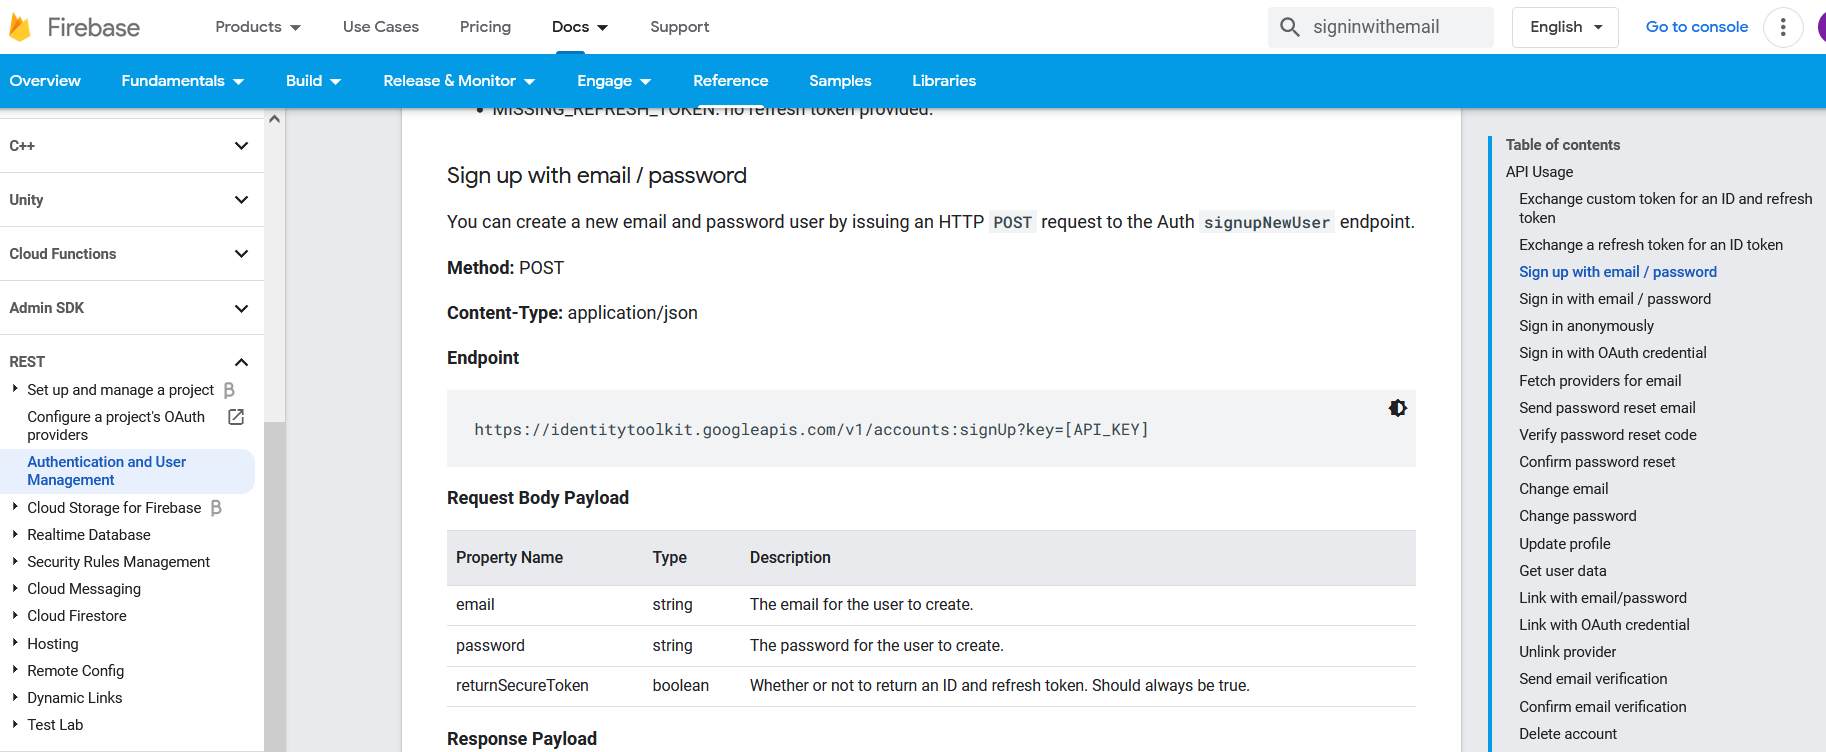 Firebase
Products
Use Cases
Pricing
Docs
Support
signinwithemail
English
Go to console
Overview
Fundamentals
Build
Release & Monitor
Engage
Reference
Samples
Libraries
C++
Unity
Cloud Functions
Admin SDK
REST
Set up and manage a project β
Configure a project's OAuth
providers
Authentication and User
Management
Cloud Storage for Firebase β
Realtime Database
Security Rules Management
Cloud Messaging
Cloud Firestore
Hosting
Remote Config
Dynamic Links
Test Lab
• MISSING_REFRESH_TOKEN: no refresh token provided.
Sign up with email / password
You can create a new email and password user by issuing an HTTP POST request to the Auth signupNewUser endpoint.
Method: POST
Content-Type: application/json
Endpoint
https://identitytoolkit.googleapis.com/v1/accounts:signUp?key=[API_KEY]
Request Body Payload
Property Name Type Description
email string The email for the user to create.
password string The password for the user to create.
returnSecureToken boolean Whether or not to return an ID and refresh token. Should always be true.
Response Payload
Table of contents
API Usage
Exchange custom token for an ID and refresh
token
Exchange a refresh token for an ID token
Sign up with email / password
Sign in with email / password
Sign in anonymously
Sign in with OAuth credential
Fetch providers for email
Send password reset email
Verify password reset code
Confirm password reset
Change email
Change password
Update profile
Get user data
Link with email/password
Link with OAuth credential
Unlink provider
Send email verification
Confirm email verification
Delete account